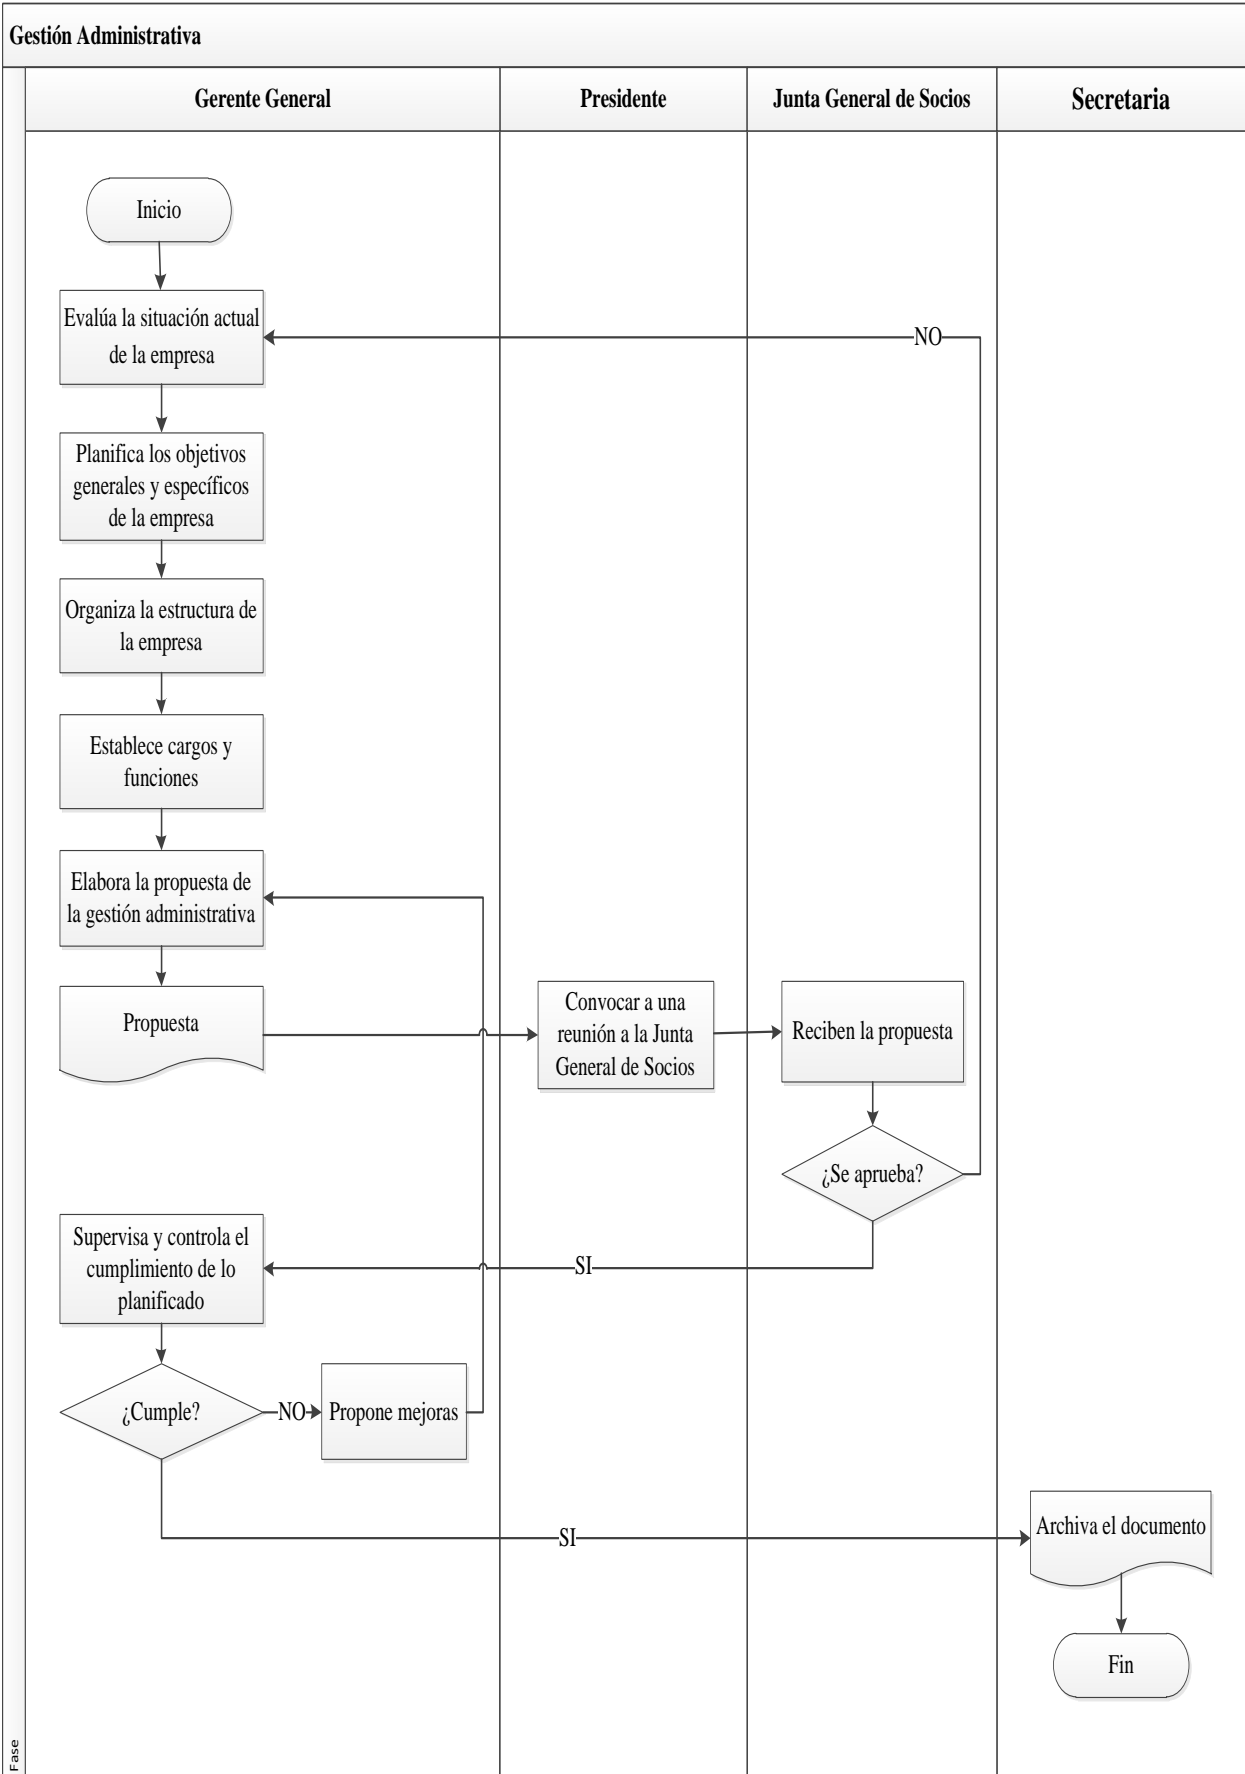 Gestión Administrativa
Gerente General
Presidente
Junta General de Socios
Secretaria
Inicio
Evalúa la situación actual
de la empresa
NO
Planifica los objetivos
generales y específicos
de la empresa
Organiza la estructura de
la empresa
Establece cargos y
funciones
Elabora la propuesta de
la gestión administrativa
Propuesta
Convocar a una
reunión a la Junta
General de Socios
Reciben la propuesta
¿Se aprueba?
SI
Supervisa y controla el
cumplimiento de lo
planificado
¿Cumple?
NO
Propone mejoras
SI
Archiva el documento
Fin
Fase